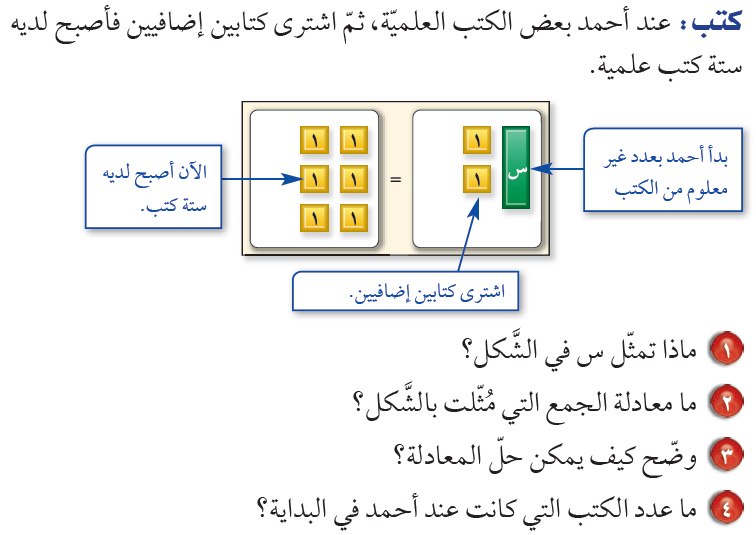 كتب: عند أحمد بعض الكتب العلميّة، ثمّ اشترى كتابين إضافيين فأصبح لديه
ستة كتب علمية.
بدأ أحمد بعدد غير
معلوم من الكتب
س
١
١
=
١ ١
١ ١
١ ١
الآن أصبح لديه
ستة كتب.
اشترى كتابين إضافيين.
١ ماذا تمثّل س في الشَّكل؟
٢ ما معادلة الجمع التي مُثّلت بالشَّكل؟
٣ وضّح كيف يمكن حلّ المعادلة؟
٤ ما عدد الكتب التي كانت عند أحمد في البداية؟